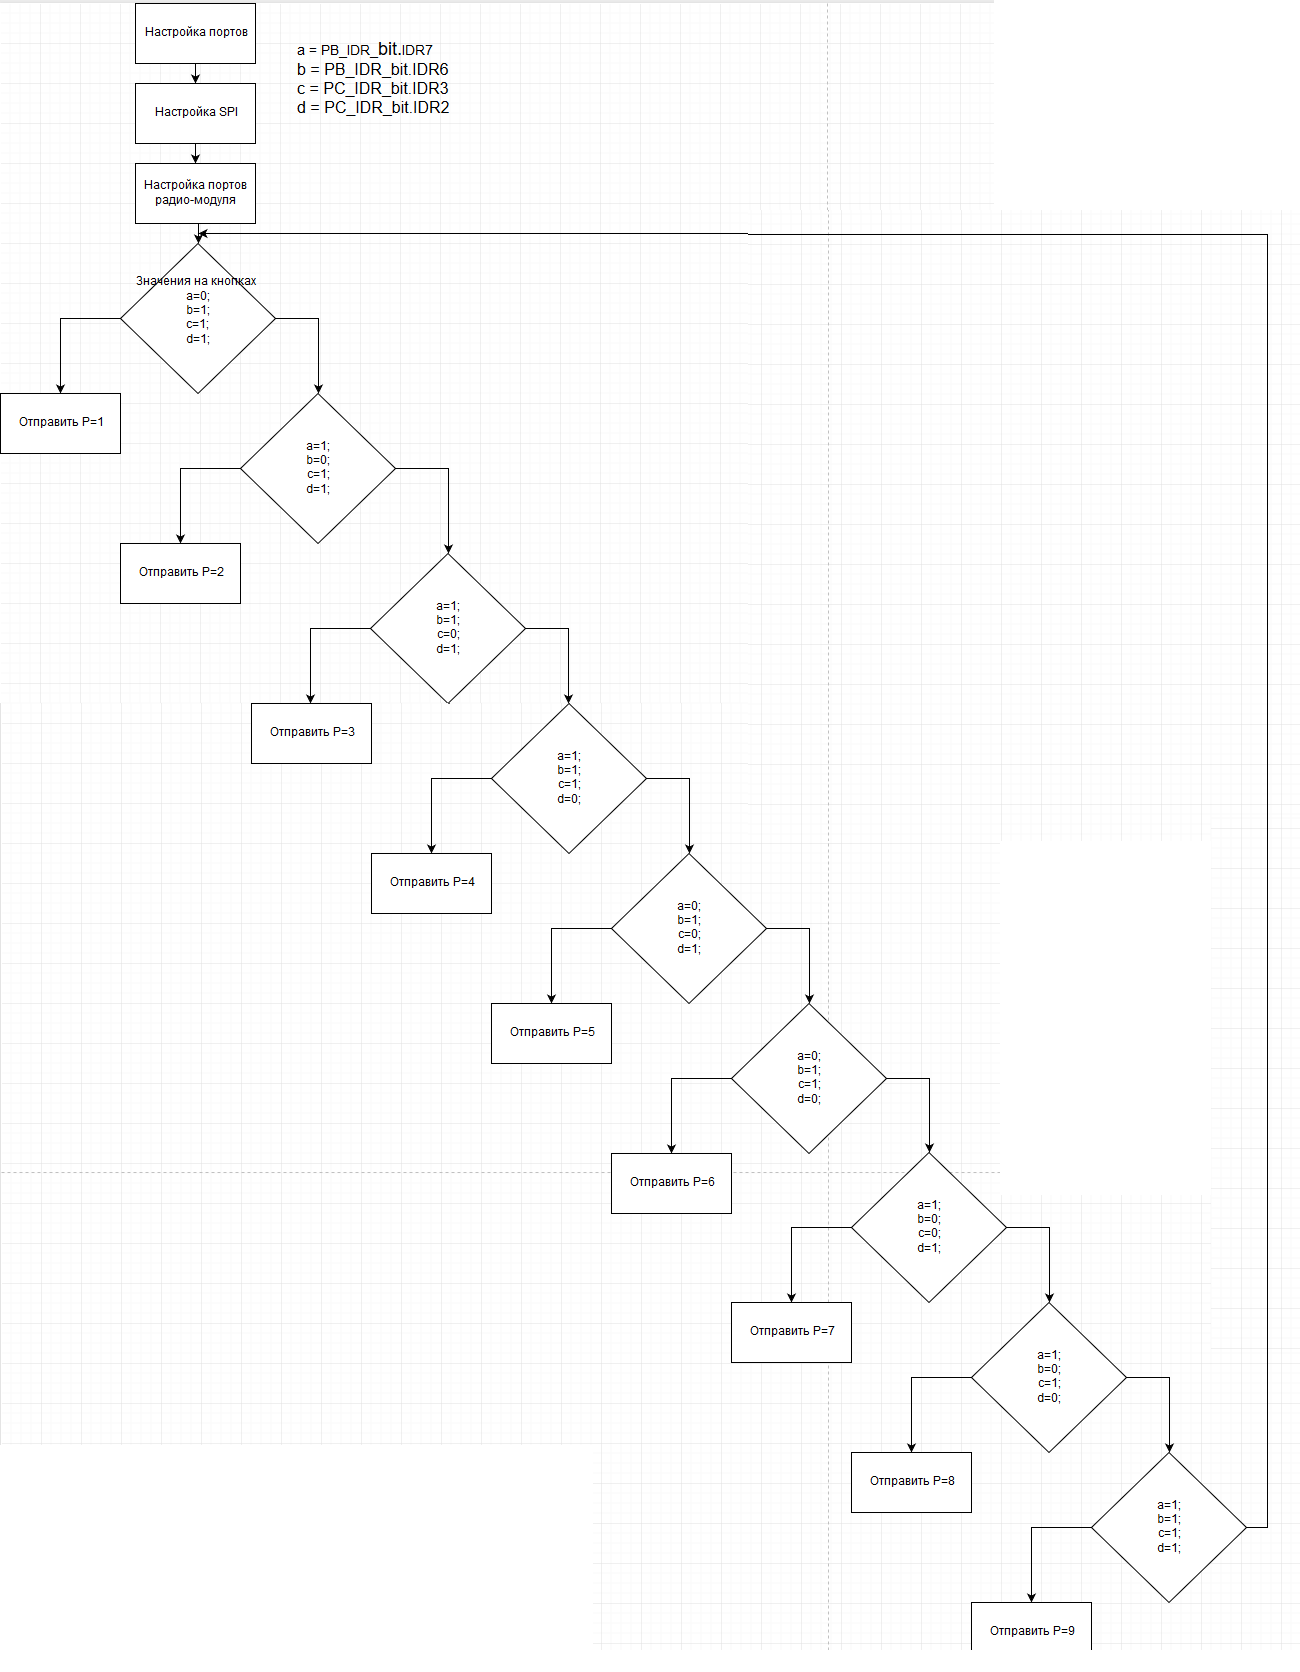 Настройка портов
a = PB_IDR_bit.IDR7
b = PB_IDR_bit.IDR6
c = PC_IDR_bit.IDR3
d = PC_IDR_bit.IDR2
Настройка SPI
Настройка портов
радио-модуля
Значения на кнопках
a=0;
b=1;
c=1;
d=1;
Отправить P=1
a=1;
b=0;
c=1;
d=1;
Отправить P=2
a=1;
b=1;
c=0;
d=1;
Отправить P=3
a=1;
b=1;
c=1;
d=0;
Отправить P=4
a=0;
b=1;
c=0;
d=1;
Отправить P=5
a=0;
b=1;
c=1;
d=0;
Отправить P=6
a=1;
b=0;
c=0;
d=1;
Отправить P=7
a=1;
b=0;
c=1;
d=0;
Отправить P=8
a=1;
b=1;
c=1;
d=1;
Отправить P=9